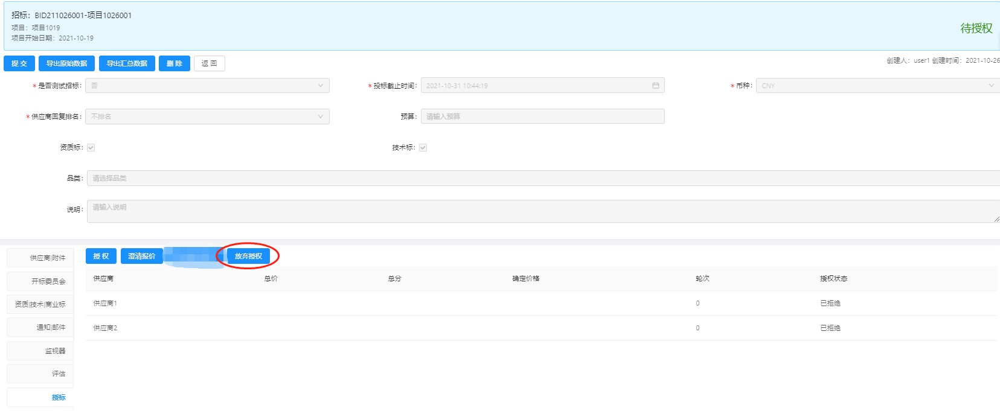 招标：BID211026001-项目1026001
项目：项目1019
项目开始日期：2021-10-19
待授权
提 交 导出原始数据 导出汇总数据 删 除 返 回
创建人：user1 创建时间：2021-10-26
* 是否测试招标： 否
* 投标截止时间： 2021-10-31 10:44:19
* 币种： CNY
* 供应商回复排名： 不排名
预算： 请输入预算
资质标：
技术标：
品类： 请选择品类
说明： 请输入说明
供应商|附件
开标委员会
资质|技术|商业标
通知|邮件
监视器
评估
授标
授 权 澄清报价 放弃授权
供应商 总价 总分 确定价格 轮次 授权状态
供应商1 0 已拒绝
供应商2 0 已拒绝